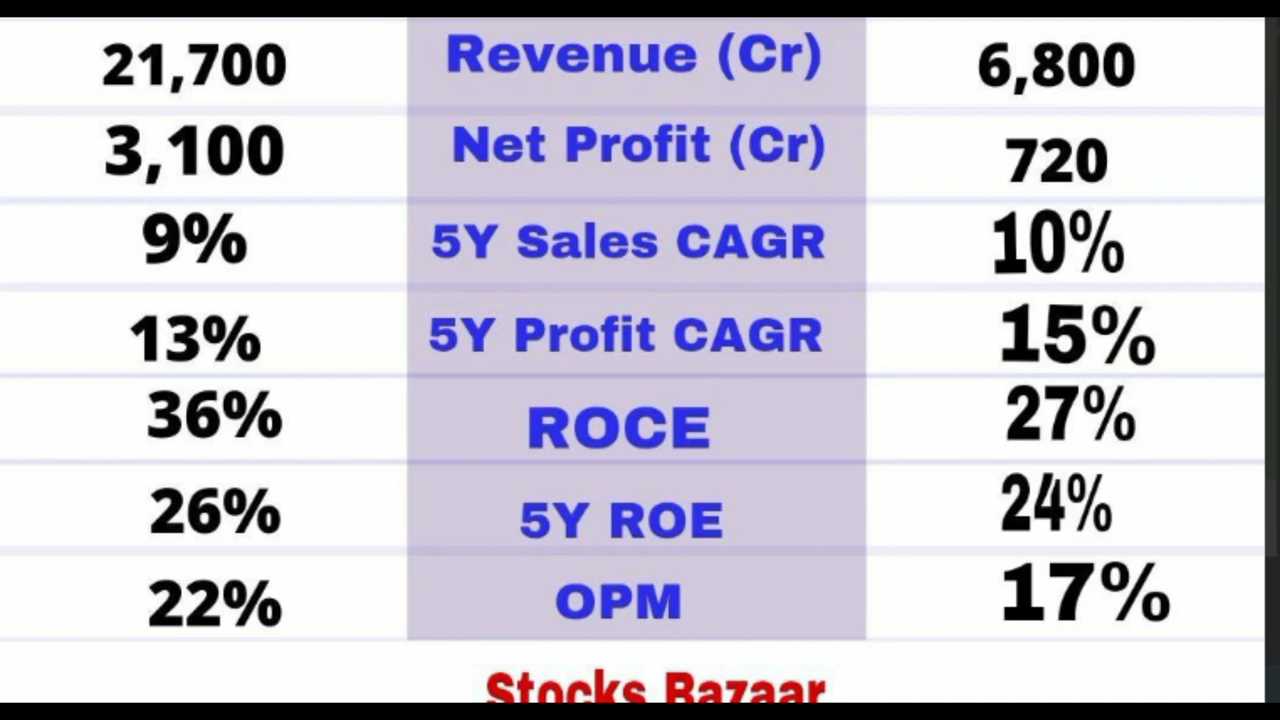 21,700 Revenue (Cr) 6,800
3,100 Net Profit (Cr) 720
9% 5Y Sales CAGR 10%
13% 5Y Profit CAGR 15%
36% ROCE 27%
26% 5Y ROE 24%
22% OPM 17%
Stocks Bazaar